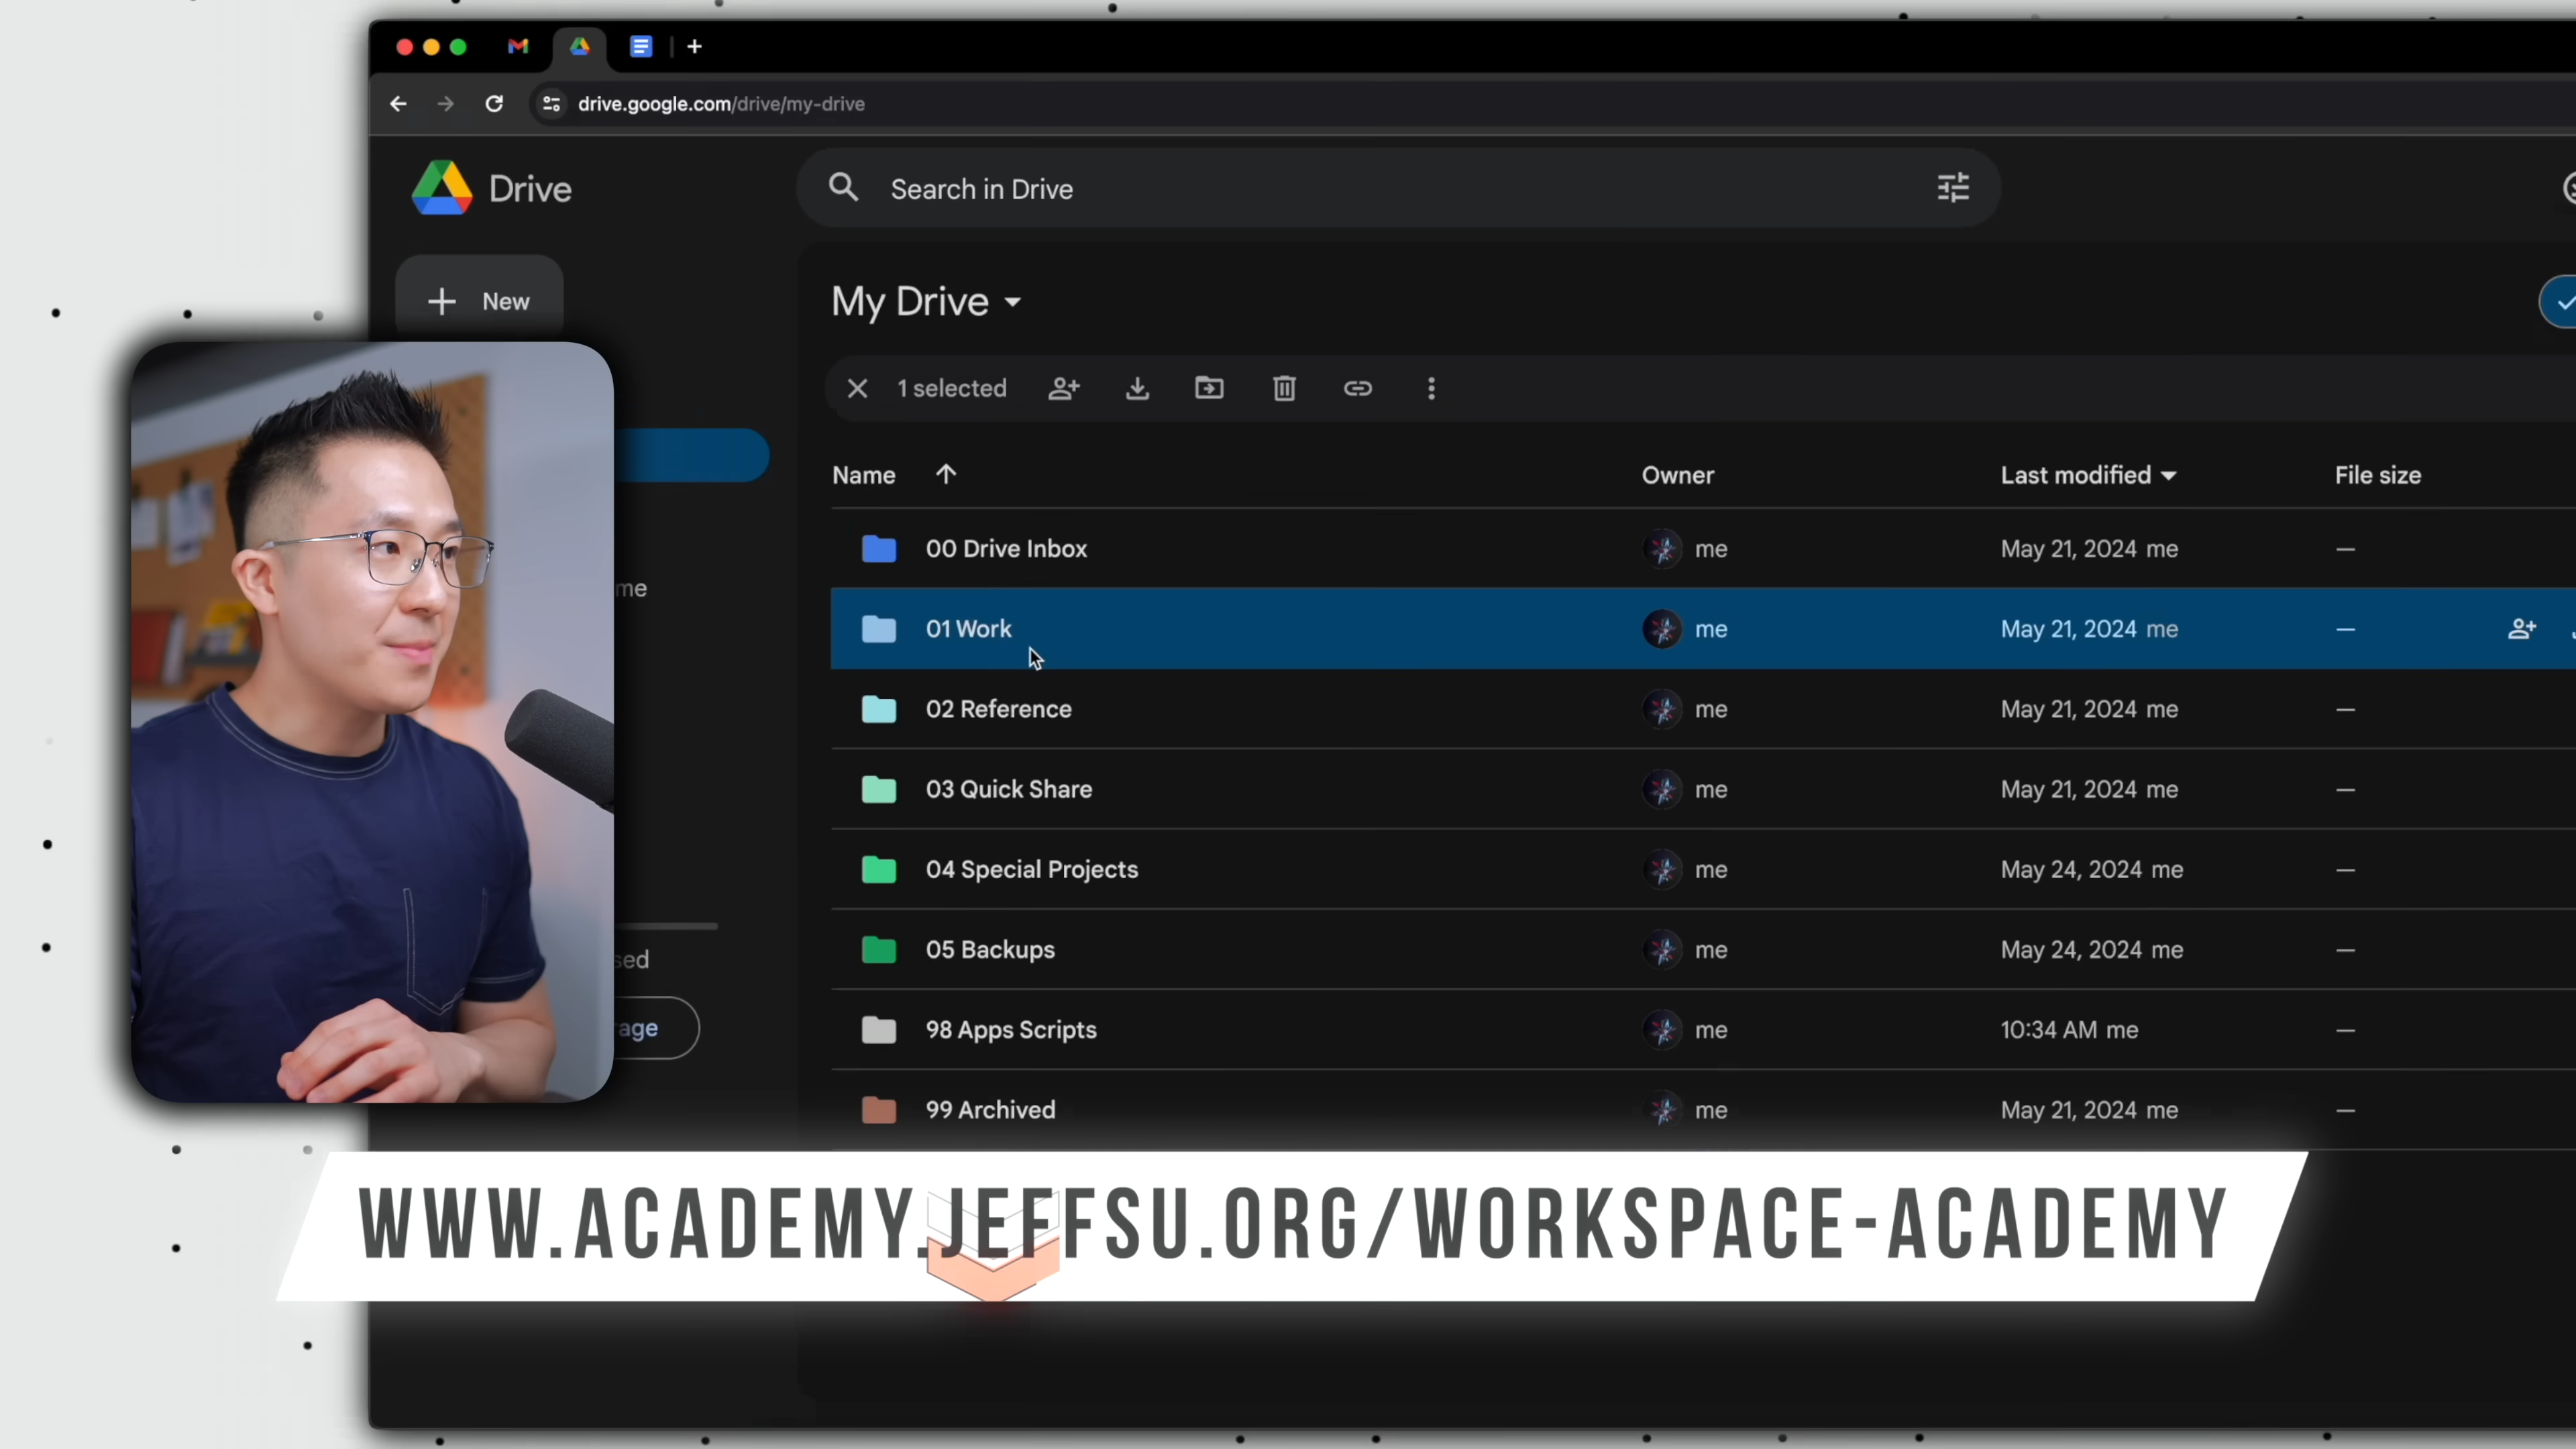 drive.google.com/drive/my-drive
Drive
Search in Drive
New
My Drive
1 selected
Name Owner Last modified File size
00 Drive Inbox me May 21, 2024 me —
me
01 Work me May 21, 2024 me —
02 Reference me May 21, 2024 me —
03 Quick Share me May 21, 2024 me —
04 Special Projects me May 24, 2024 me —
05 Backups me May 24, 2024 me —
sed
98 Apps Scripts me 10:34 AM me —
age
99 Archived me May 21, 2024 me —
WWW.ACADEMY.JEFFSU.ORG/WORKSPACE-ACADEMY